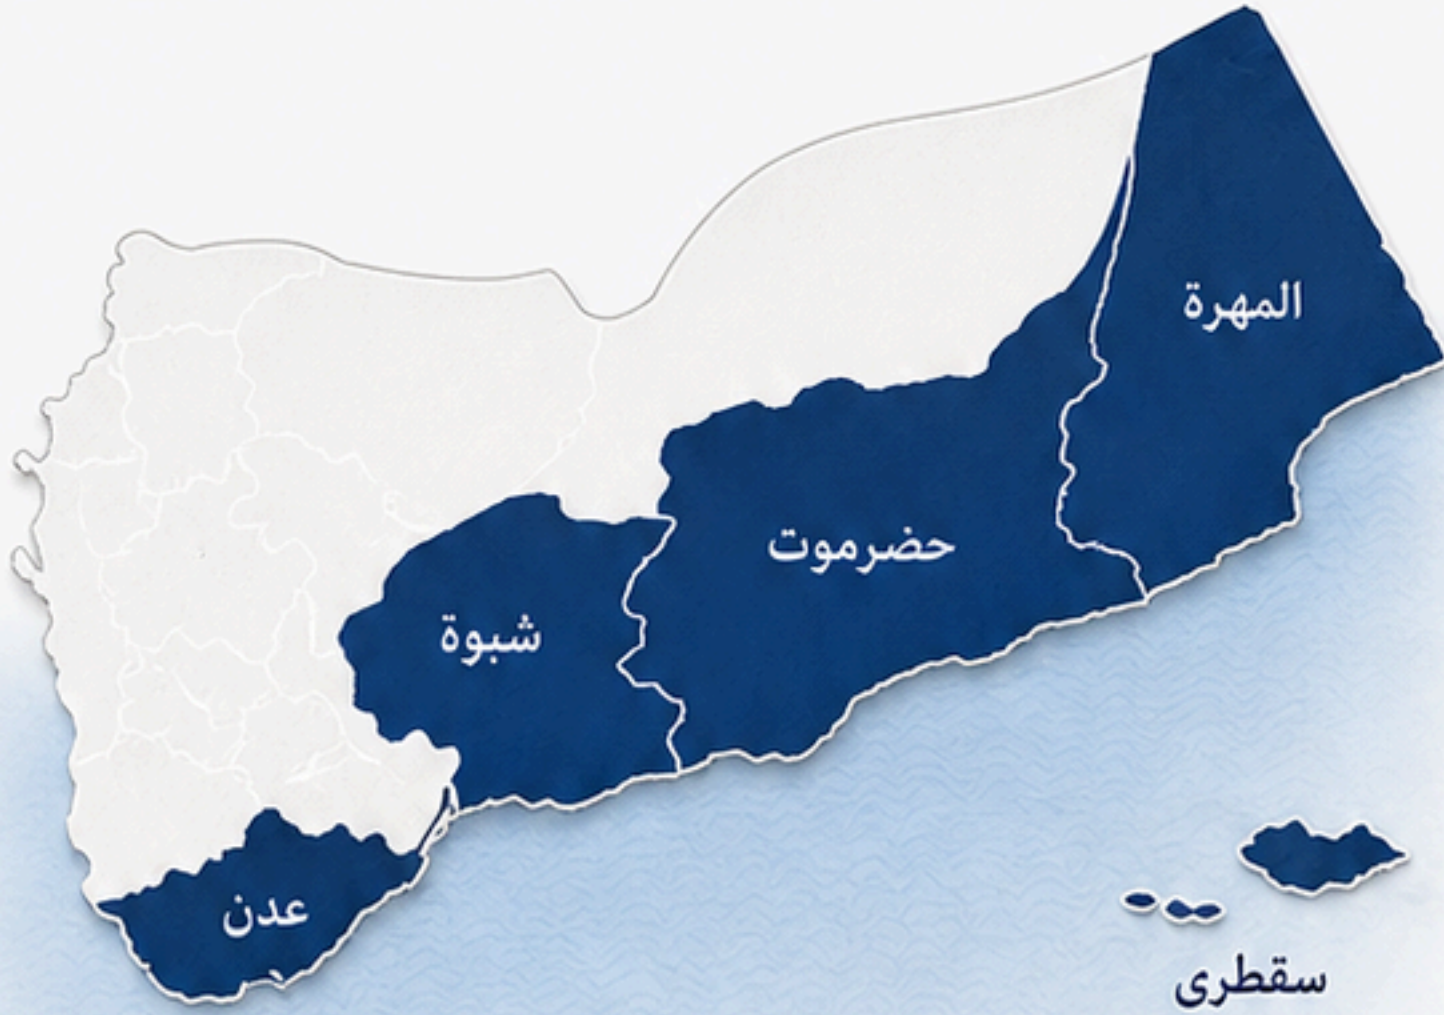 المهرة
حضرموت
شبوة
عدن
سقطرى